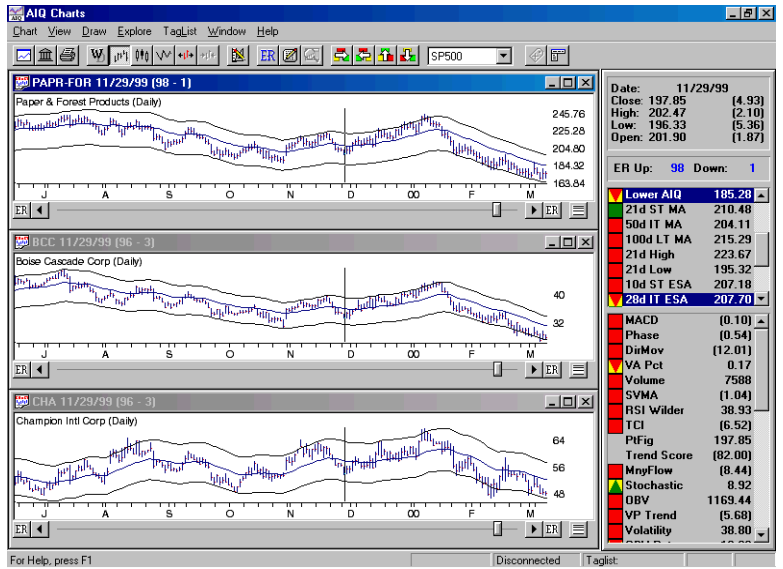 AIQ Charts
Chart View Draw Explore TagList Window Help
W ER SP500
PAPR-FOR 11/29/99 (98 - 1)
Paper & Forest Products (Daily)
245.76
225.28
204.80
184.32
163.84
J A S O N D 00 F M
ER ER
BCC 11/29/99 (96 - 3)
Boise Cascade Corp (Daily)
40
32
J A S O N D 00 F M
ER ER
CHA 11/29/99 (96 - 3)
Champion Intl Corp (Daily)
64
56
48
J A S O N D 00 F M
ER ER
Date: 11/29/99
Close: 197.85 (4.93)
High: 202.47 (2.10)
Low: 196.33 (5.36)
Open: 201.90 (1.87)
ER Up: 98 Down: 1
Lower AIQ 185.28
21d ST MA 210.48
50d IT MA 204.11
100d LT MA 215.29
21d High 223.67
21d Low 195.32
10d ST ESA 207.18
28d IT ESA 207.70
MACD (0.10)
Phase (0.54)
DirMov (12.01)
VA Pct 0.17
Volume 7588
SVMA (1.04)
RSI Wilder 38.93
TCI (6.52)
PtFig 197.85
Trend Score (82.00)
MnyFlow (8.44)
Stochastic 8.92
OBV 1169.44
VP Trend (5.68)
Volatility 38.80
For Help, press F1
Disconnected
Taglist: